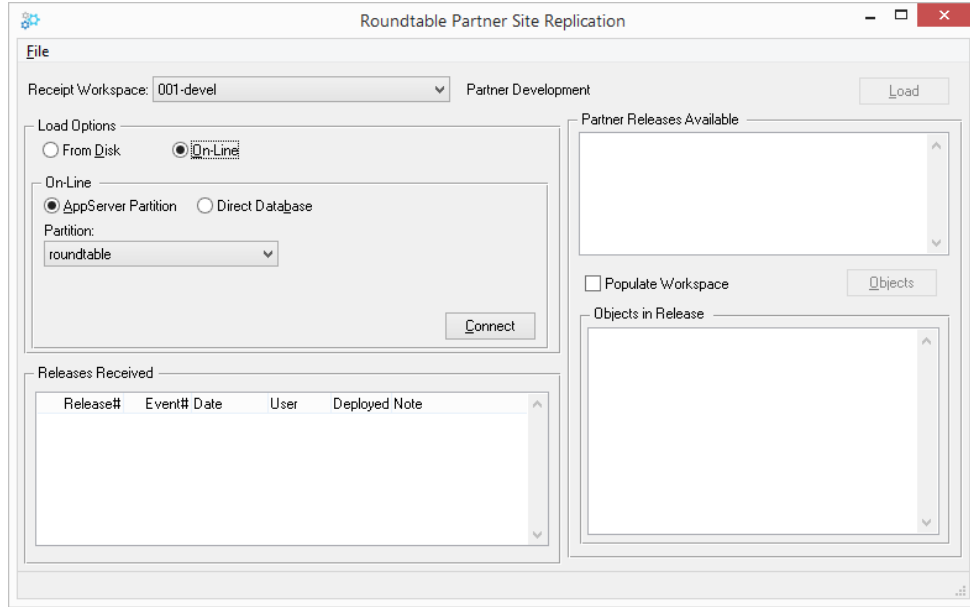 Roundtable Partner Site Replication
File
Receipt Workspace: 001-devel Partner Development Load
Load Options
From Disk On-Line
On-Line
AppServer Partition Direct Database
Partition:
roundtable
Connect
Releases Received
Release# Event# Date User Deployed Note
Partner Releases Available
Populate Workspace Objects
Objects in Release